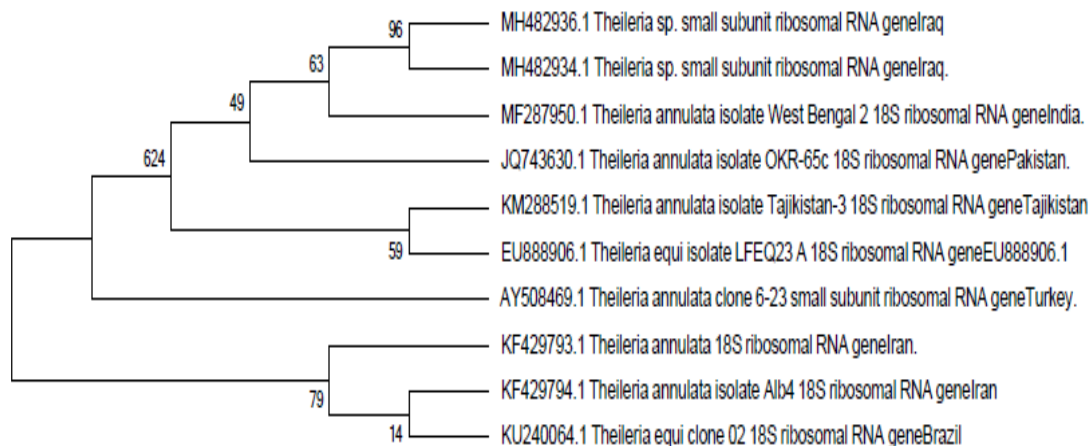 96
MH482936.1 Theileria sp. small subunit ribosomal RNA geneIraq
63
MH482934.1 Theileria sp. small subunit ribosomal RNA geneIraq.
49
MF287950.1 Theileria annulata isolate West Bengal 2 18S ribosomal RNA geneIndia.
624
JQ743630.1 Theileria annulata isolate OKR-65c 18S ribosomal RNA genePakistan.
KM288519.1 Theileria annulata isolate Tajikistan-3 18S ribosomal RNA geneTajikistan
59
EU888906.1 Theileria equi isolate LFEQ23 A 18S ribosomal RNA geneEU888906.1
AY508469.1 Theileria annulata clone 6-23 small subunit ribosomal RNA geneTurkey.
KF429793.1 Theileria annulata 18S ribosomal RNA geneIran.
79
KF429794.1 Theileria annulata isolate Alb4 18S ribosomal RNA geneIran
14
KU240064.1 Theileria equi clone 02 18S ribosomal RNA geneBrazil